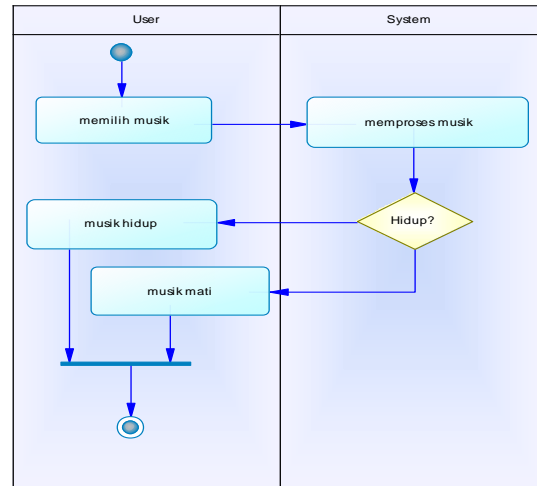 User
System
memilih musik
memproses musik
Hidup?
musik hidup
musik mati